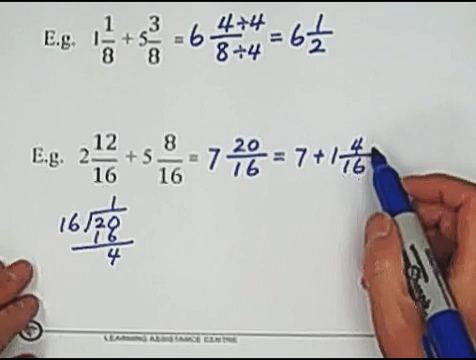 E.g. 1 1/8 + 5 3/8 = 6 4÷4/8÷4 = 6 1/2
E.g. 2 12/16 + 5 8/16 = 7 20/16 = 7 + 1 4/16
1
16 20
16
4
LEARNING ASSISTANCE CENTRE